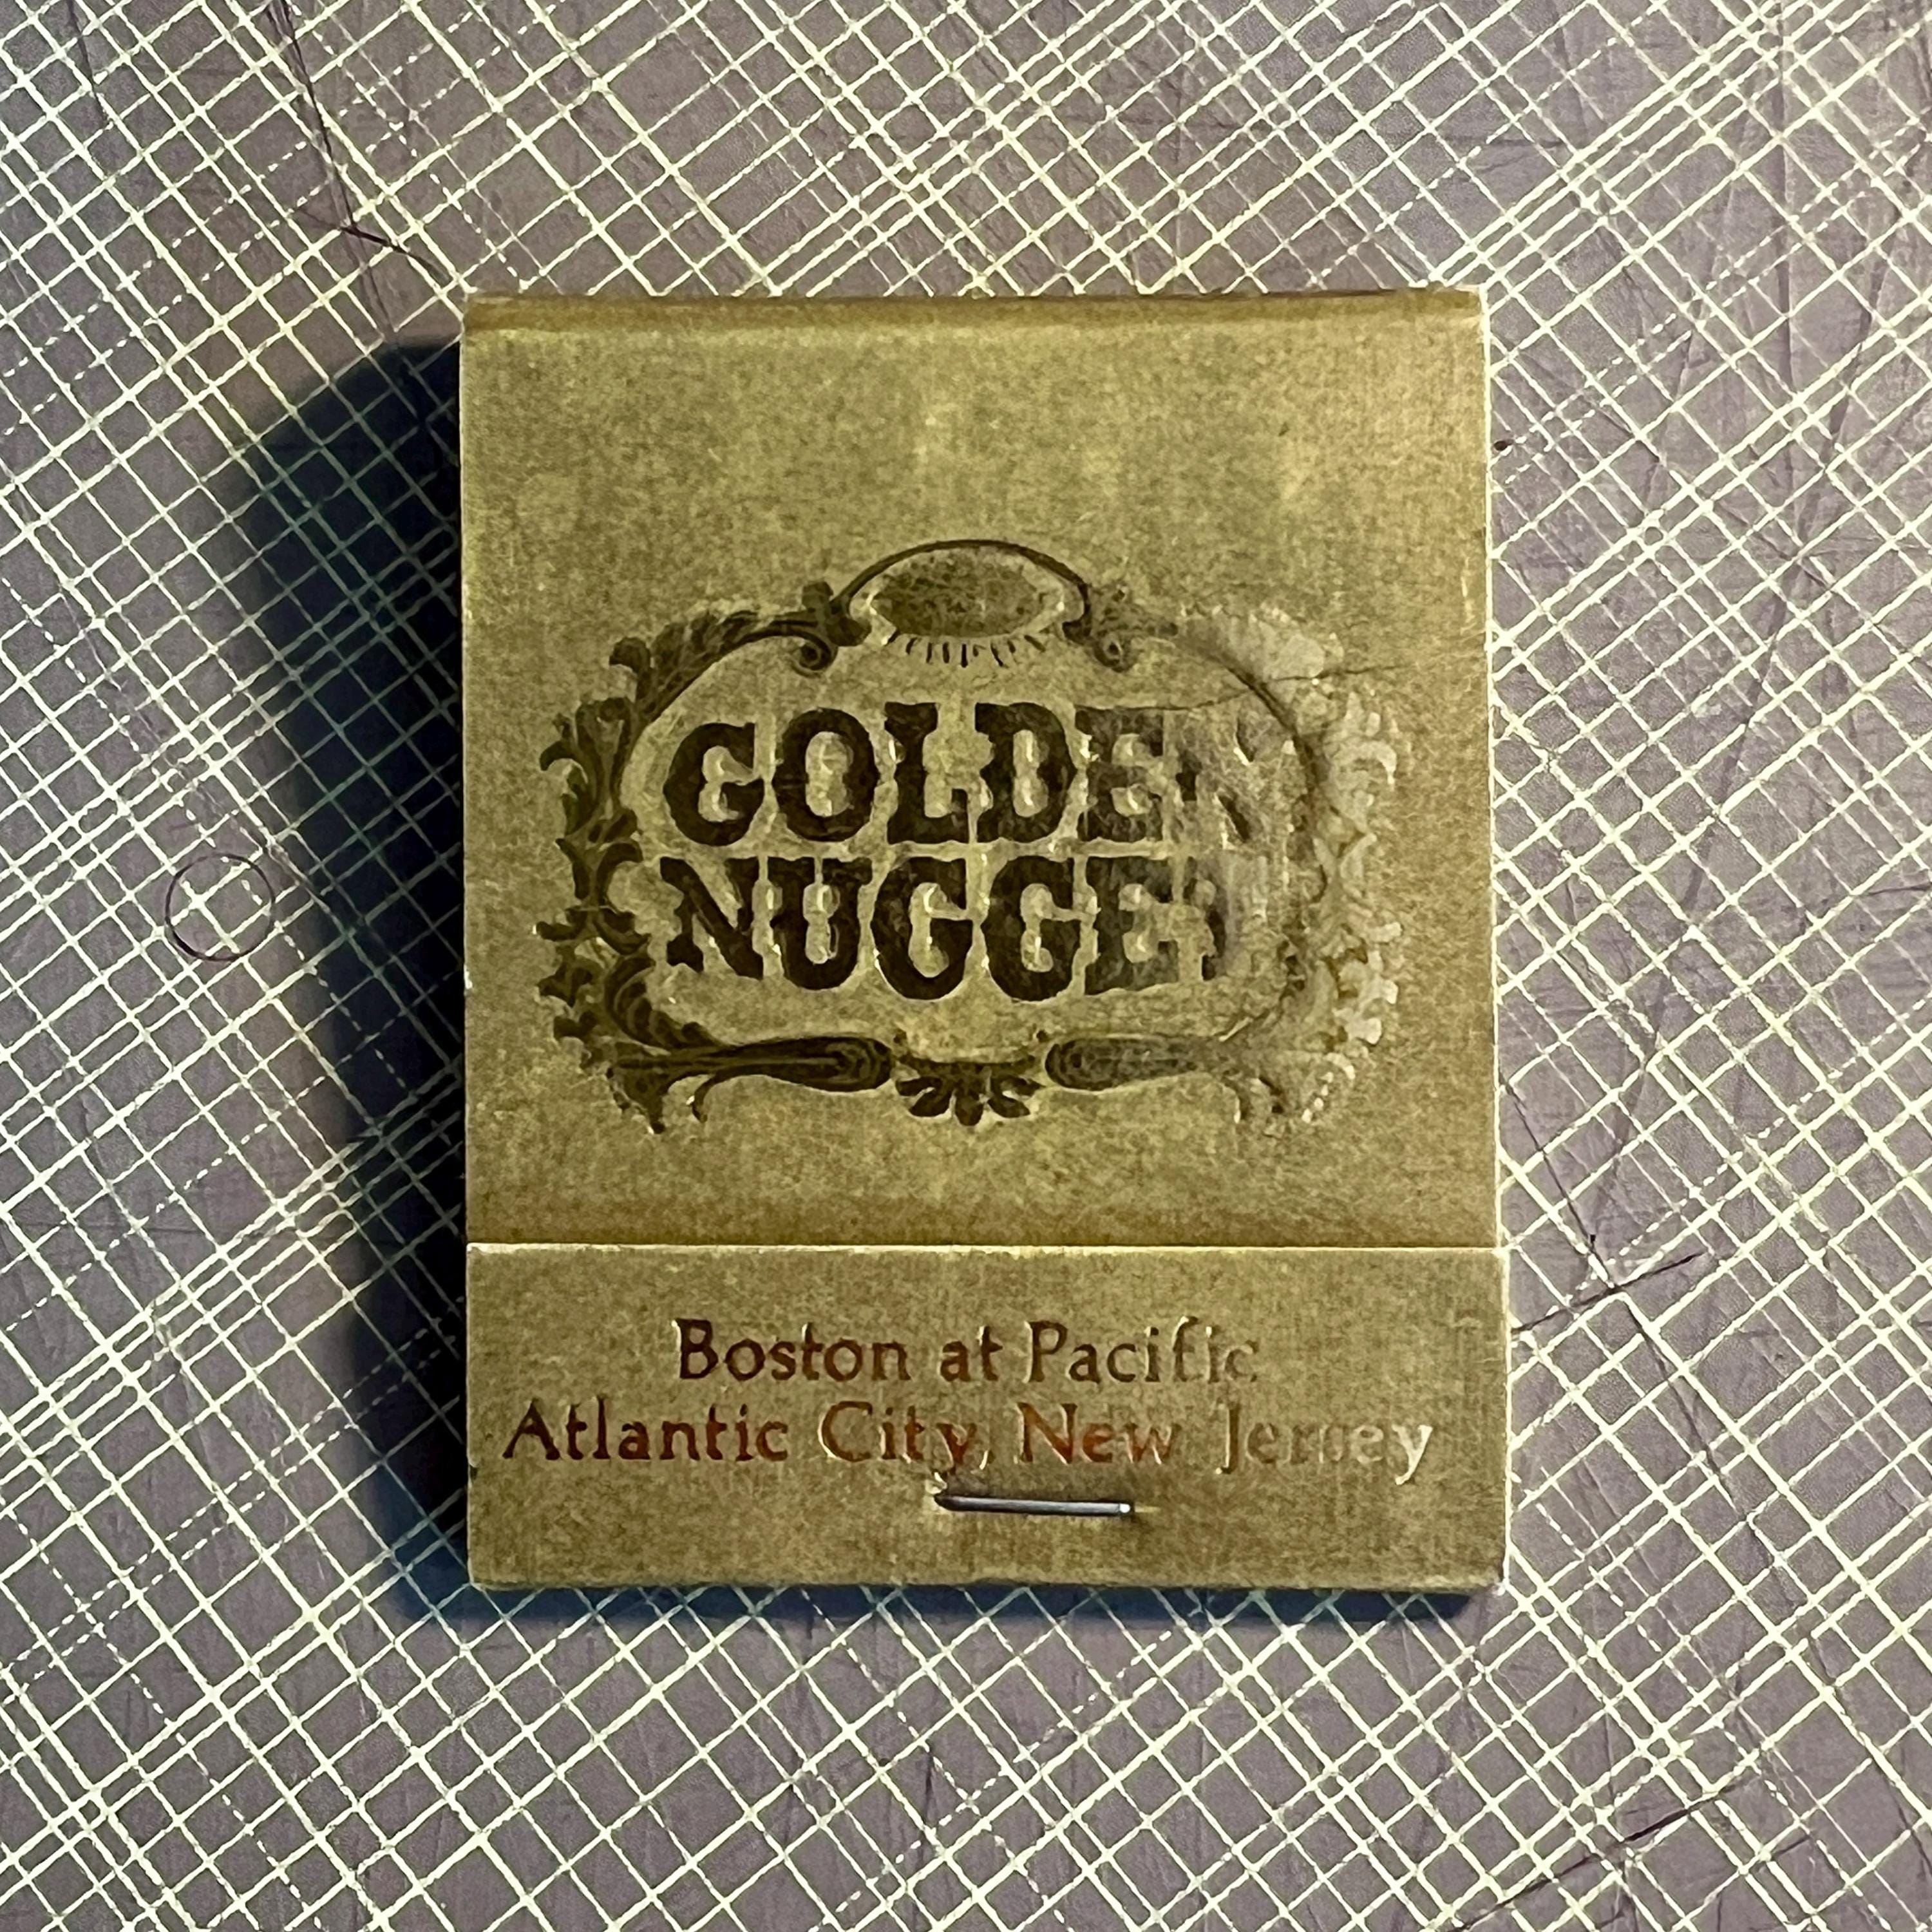 GOLDEN
NUGGET
Boston at Pacific
Atlantic City, New Jersey